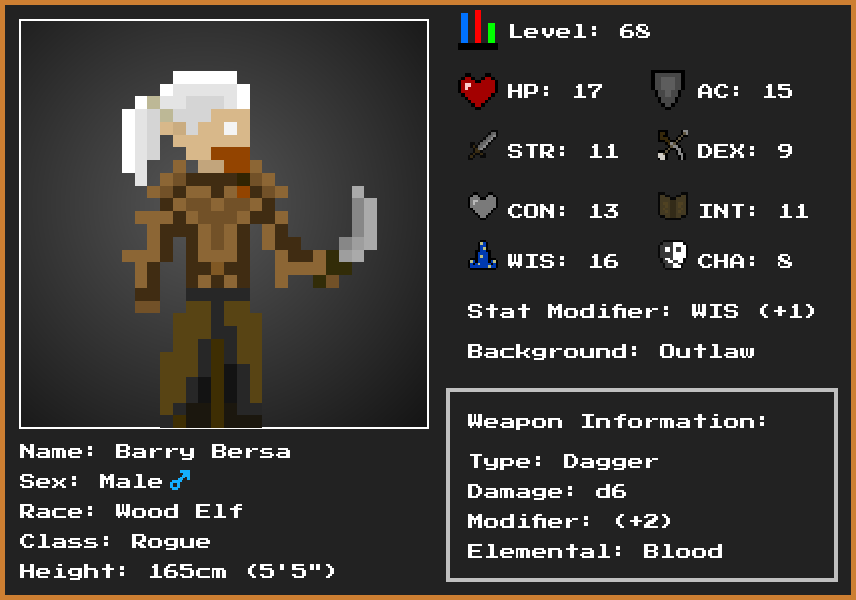 Level: 68
HP: 17 AC: 15
STR: 11 DEX: 9
CON: 13 INT: 11
WIS: 16 CHA: 8
Stat Modifier: WIS (+1)
Background: Outlaw
Weapon Information:
Type: Dagger
Damage: d6
Modifier: (+2)
Elemental: Blood
Name: Barry Bersa
Sex: Male♂
Race: Wood Elf
Class: Rogue
Height: 165cm (5'5")